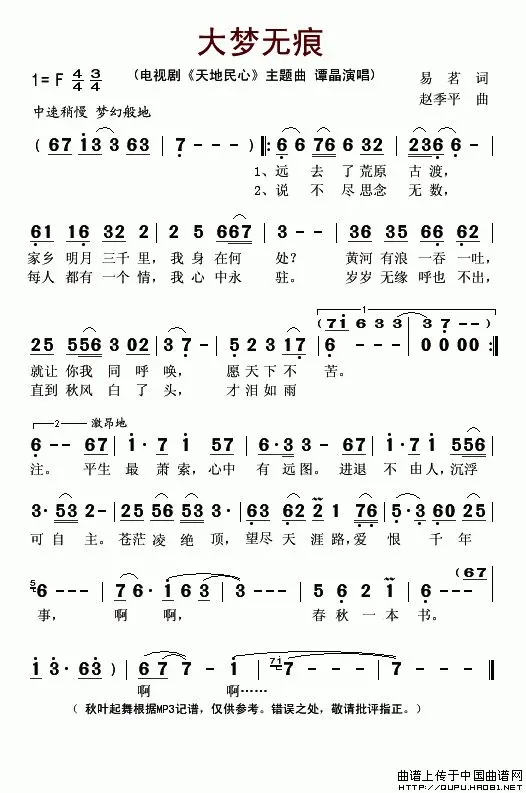 大梦无痕
1=F 4/4 3/4 (电视剧《天地民心》主题曲 谭晶演唱) 易 茗 词
赵季平 曲
中速稍慢 梦幻般地
( 67 i3 3 63 | 7 - - - ) ‖: 6 6 76 6 32 | 236 6 - - |
1、远 去 了 荒原 古 渡,
2、说 不 尽 思念 无 数,
61 16 32 2 | 2 5 667 | 3 - - | 36 35 66 62 |
家乡 明月 三千 里, 我 身 在何 处? 黄河 有浪 一吞 一吐,
每人 都有 一个 情, 我 心 中永 驻。 岁岁 无缘 呼也 不出,
1
( 7i 6 3 3 3 7 - - )
25 556 3 02 | 3 7 - | 5 2 3 17 | 6 - - - | 0 0 0 0 :‖
就让 你我 同 呼 唤, 愿 天 下 不 苦。
直到 秋风 白 了 头, 才 泪 如 雨
2 激昂地
6 - - 67 | i · 7 i 57 | 6 · 3 3 67 | i · 7 i 556 |
注。 平生 最 萧 索, 心中 有 远 图。 进退 不 由 人, 沉浮
3 · 523 2 - | 22 556 53 3 | 63 62 2 1 76 | 5 · 3 60 25 |
可 自 主。 苍茫 凌 绝 顶, 望尽 天 涯 路, 爱 恨 千 年
5
6 - - - | 7 6 · i 6 3 | 3 - - - | 5 6 2 1 | 6 - - - (67
事, 啊 啊, 春 秋 一 本 书。
i 3 · 63 ) | 6 7 7 - i | 7i 7 - - - | 7 - - - ‖
啊 啊……
( 秋叶起舞根据MP3记谱,仅供参考。错误之处,敬请批评指正。)
曲谱上传于中国曲谱网
HTTP://QUPU.HAO81.NET